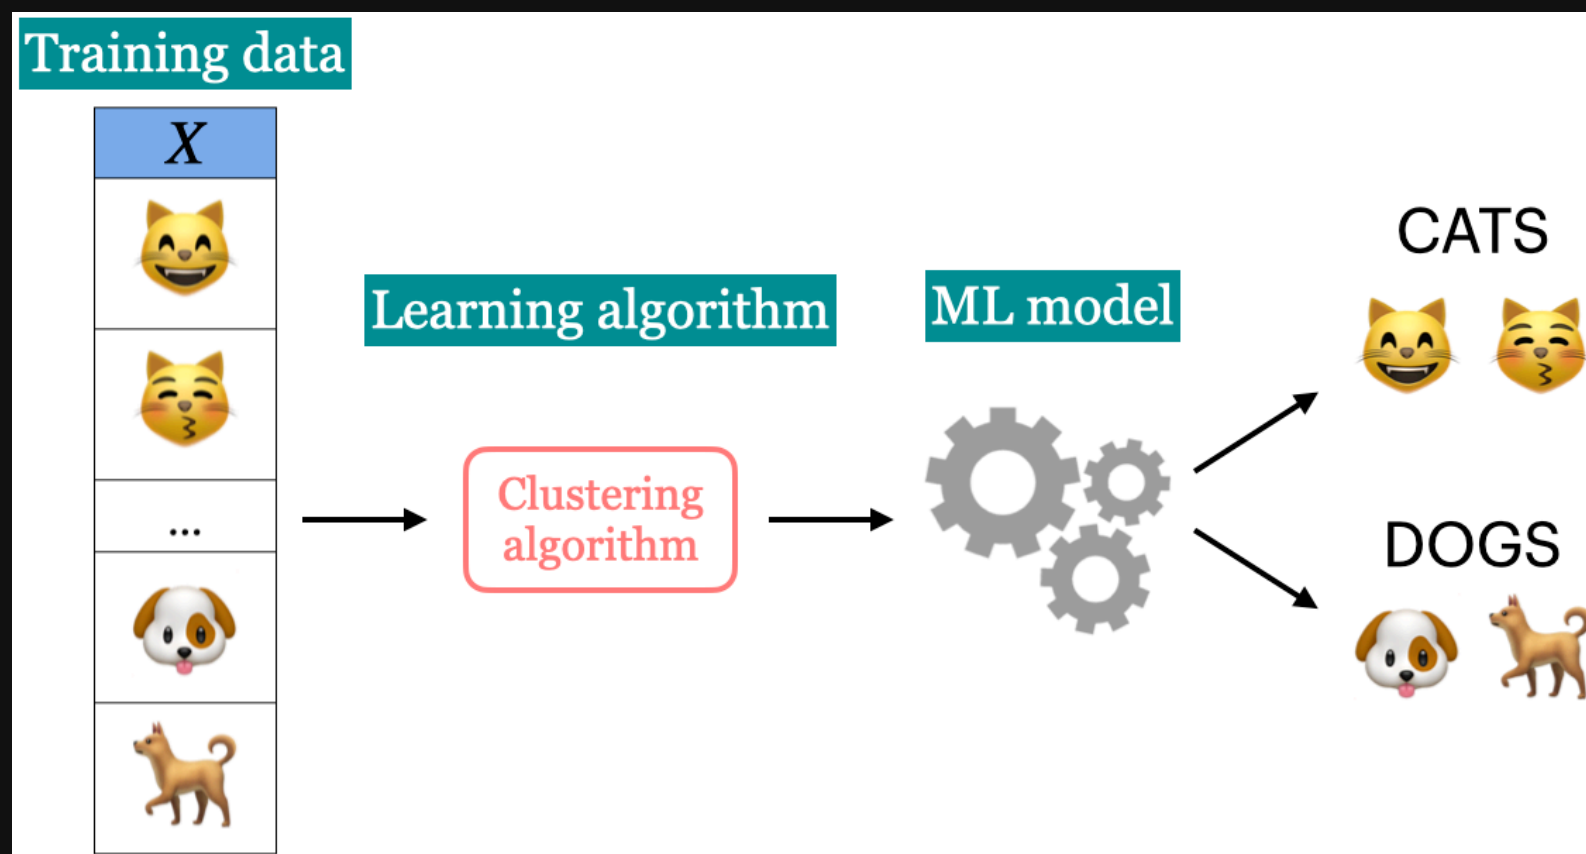 Training data
X
...
Learning algorithm
Clustering
algorithm
ML model
CATS
DOGS